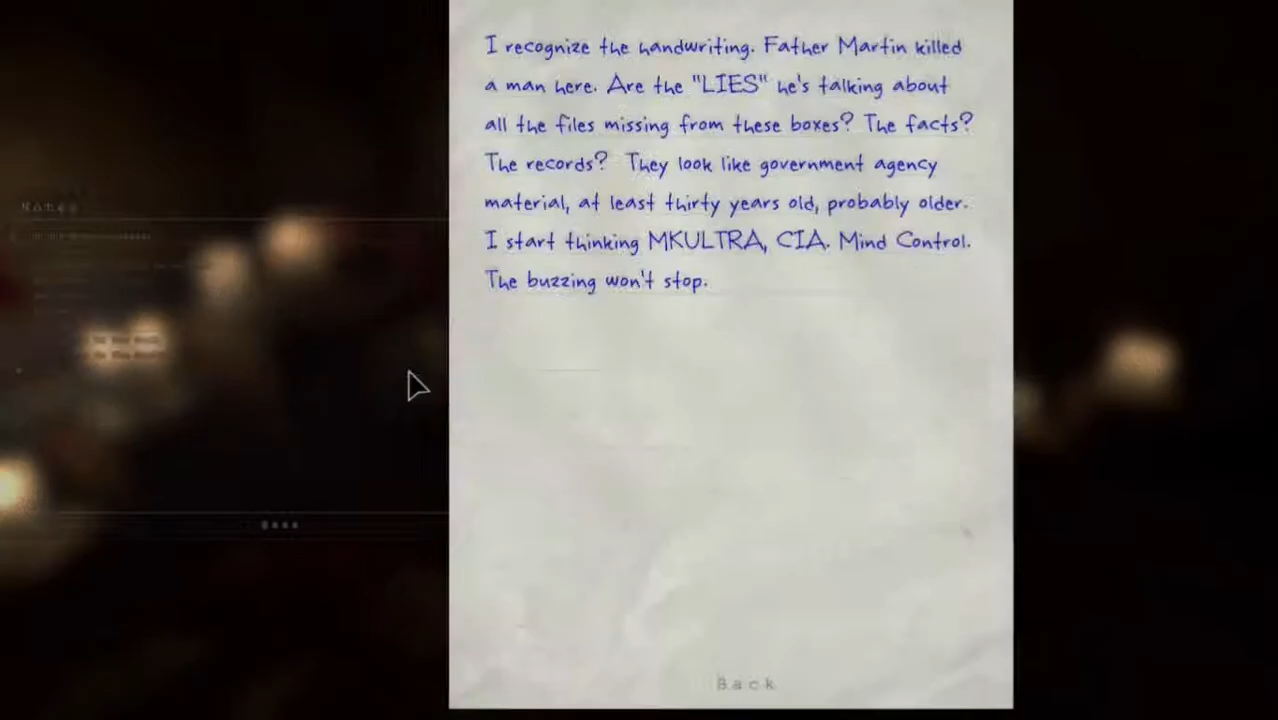 I recognize the handwriting. Father Martin killed
a man here. Are the "LIES" he's talking about
all the files missing from these boxes? The facts?
The records? They look like government agency
material, at least thirty years old, probably older.
I start thinking MKULTRA, CIA. Mind Control.
The buzzing won't stop.
Notes
Back
Back